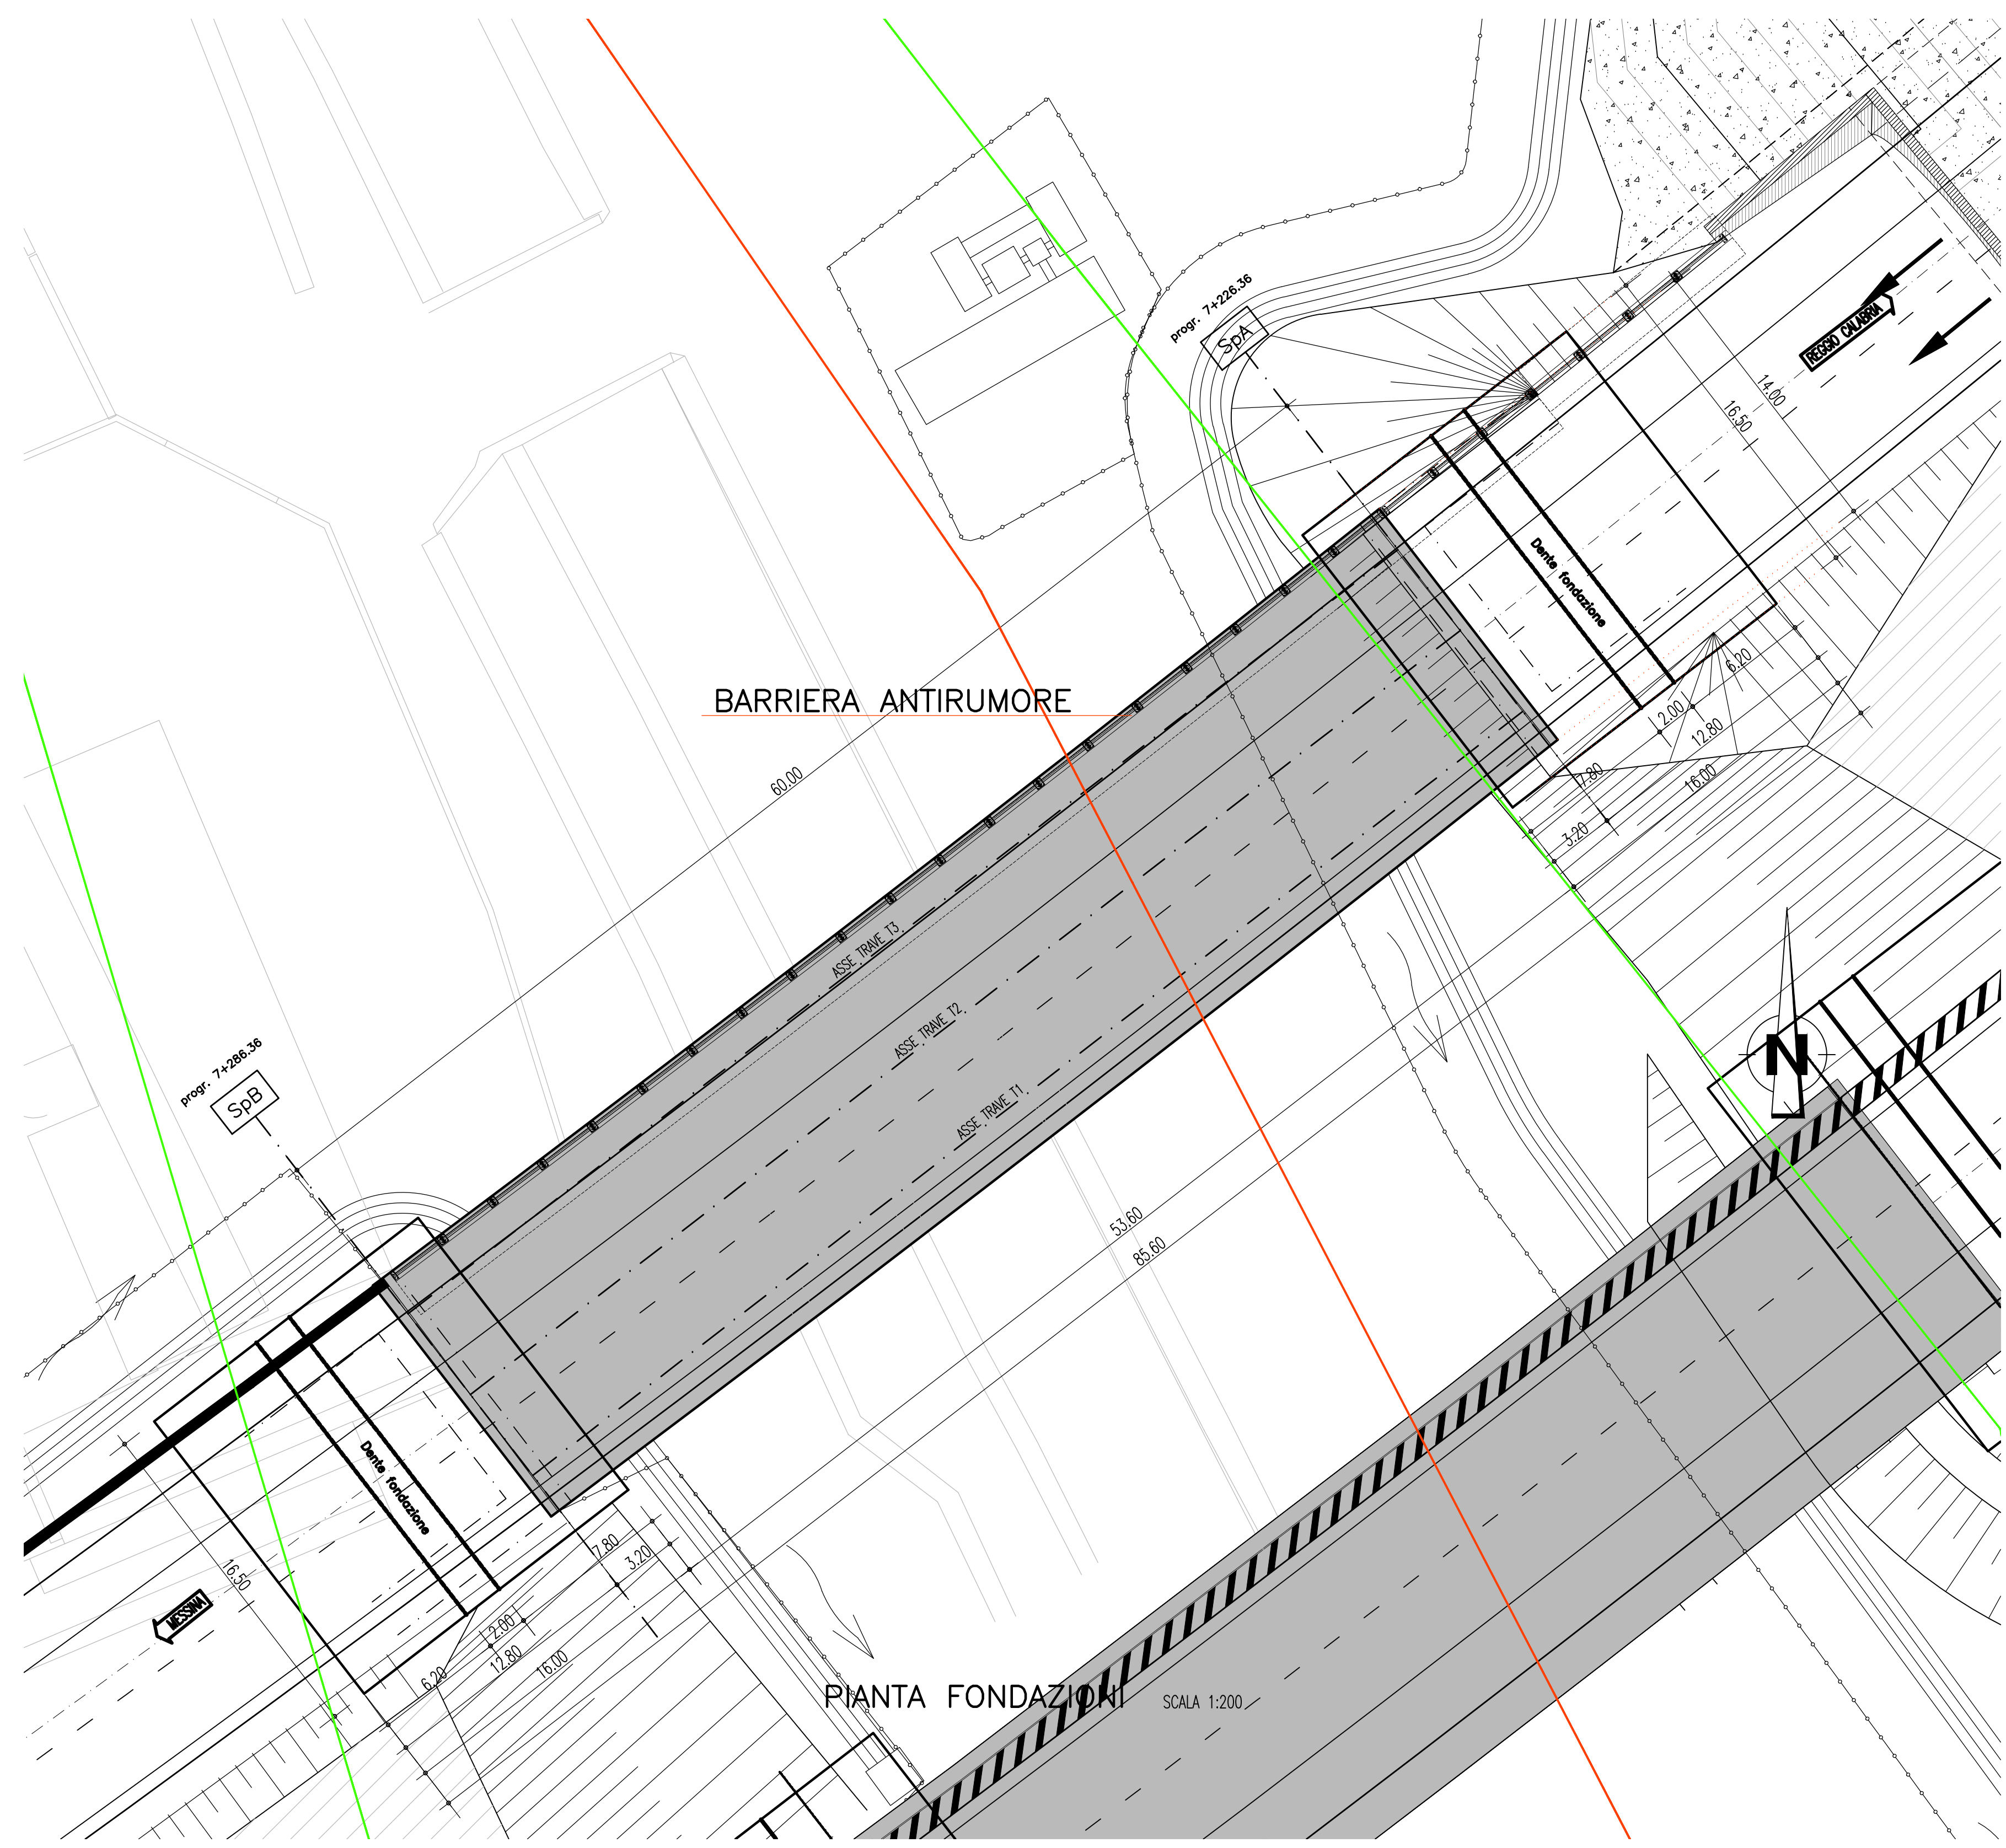 progr. 7+226.36
SpA
REGGIO CALABRIA
14.00
16.50
Dente fondazione
BARRIERA ANTIRUMORE
60.00
6.20
2.00
12.80
7.80
16.00
3.20
ASSE TRAVE T3
ASSE TRAVE T2
ASSE TRAVE T1
N
progr. 7+286.36
SpB
53.60
85.60
Dente fondazione
16.50
MESSINA
7.80
3.20
2.00
12.80
16.00
6.20
PIANTA FONDAZIONI SCALA 1:200